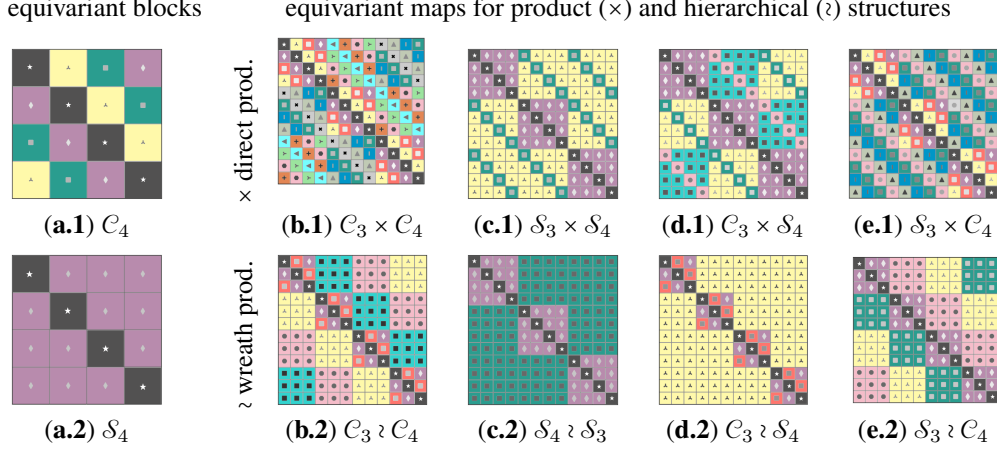 equivariant blocks
equivariant maps for product (×) and hierarchical (≀) structures
× direct prod.
(a.1) C₄
(b.1) C₃ × C₄
(c.1) S₃ × S₄
(d.1) C₃ × S₄
(e.1) S₃ × C₄
≀ wreath prod.
(a.2) S₄
(b.2) C₃ ≀ C₄
(c.2) S₄ ≀ S₃
(d.2) C₃ ≀ S₄
(e.2) S₃ ≀ C₄